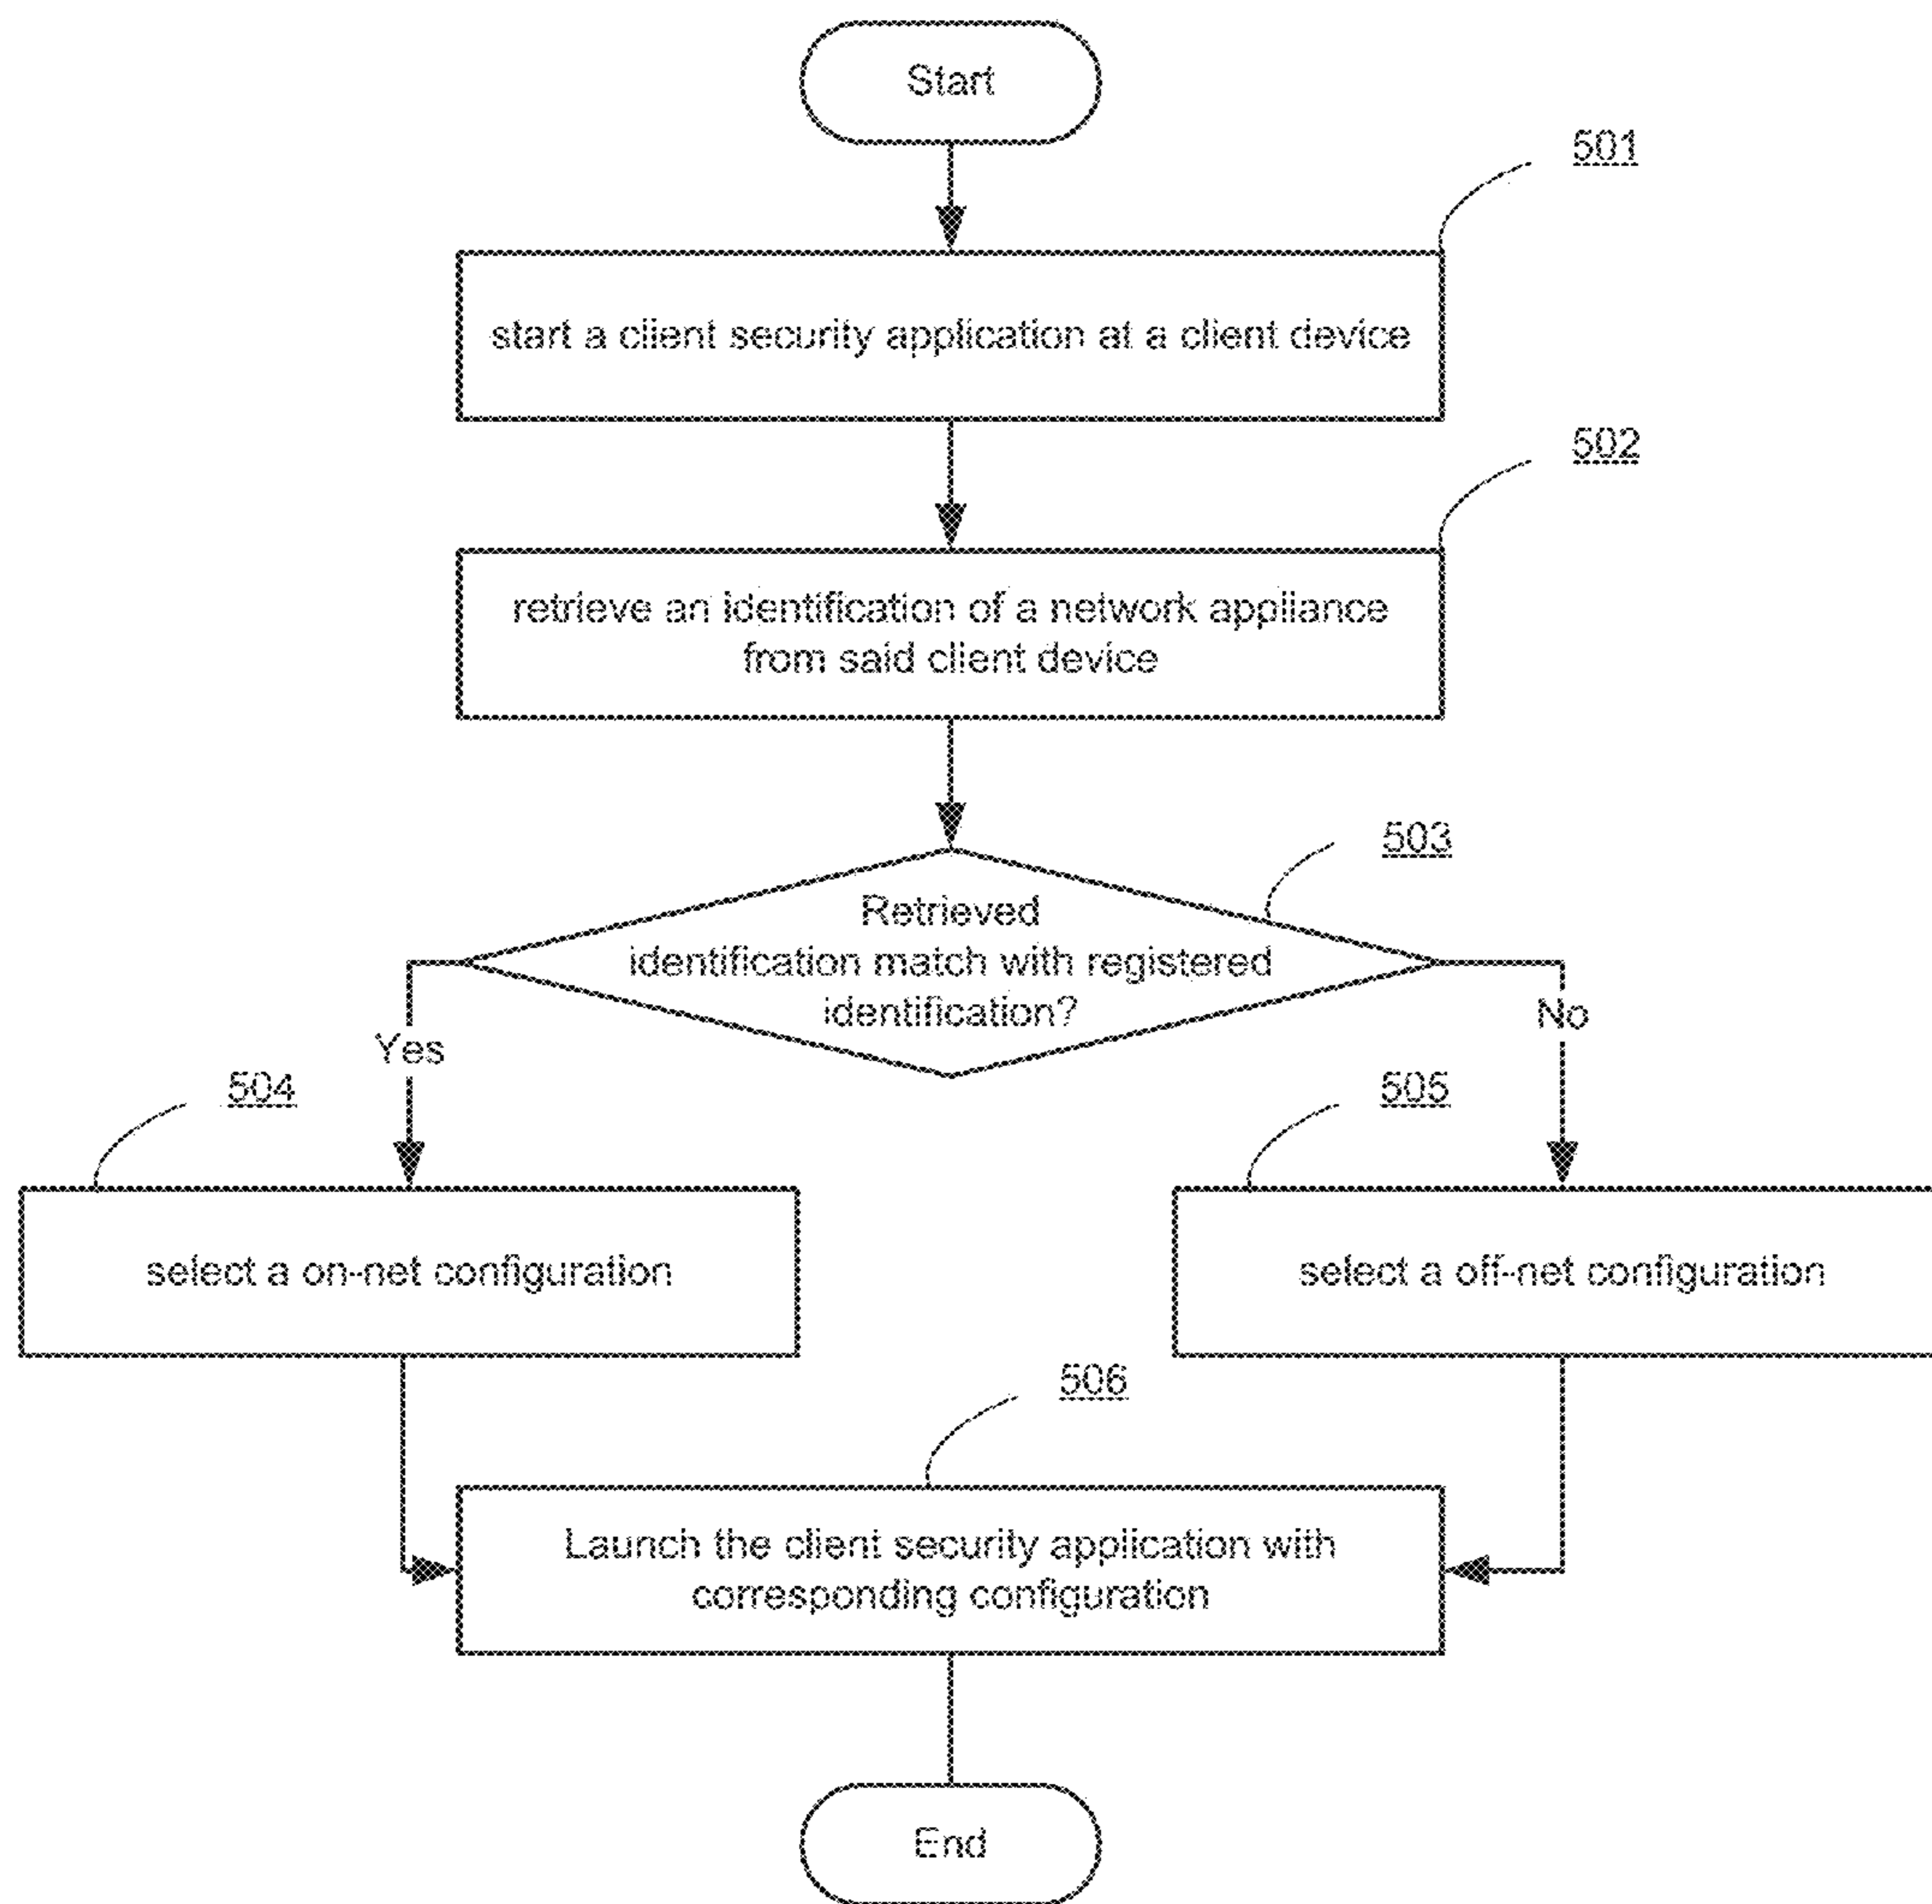 Start
501
start a client security application at a client device
502
retrieve an identification of a network appliance
from said client device
503
Retrieved
identification match with registered
identification?
Yes
No
504
505
select a on-net configuration
select a off-net configuration
506
Launch the client security application with
corresponding configuration
End